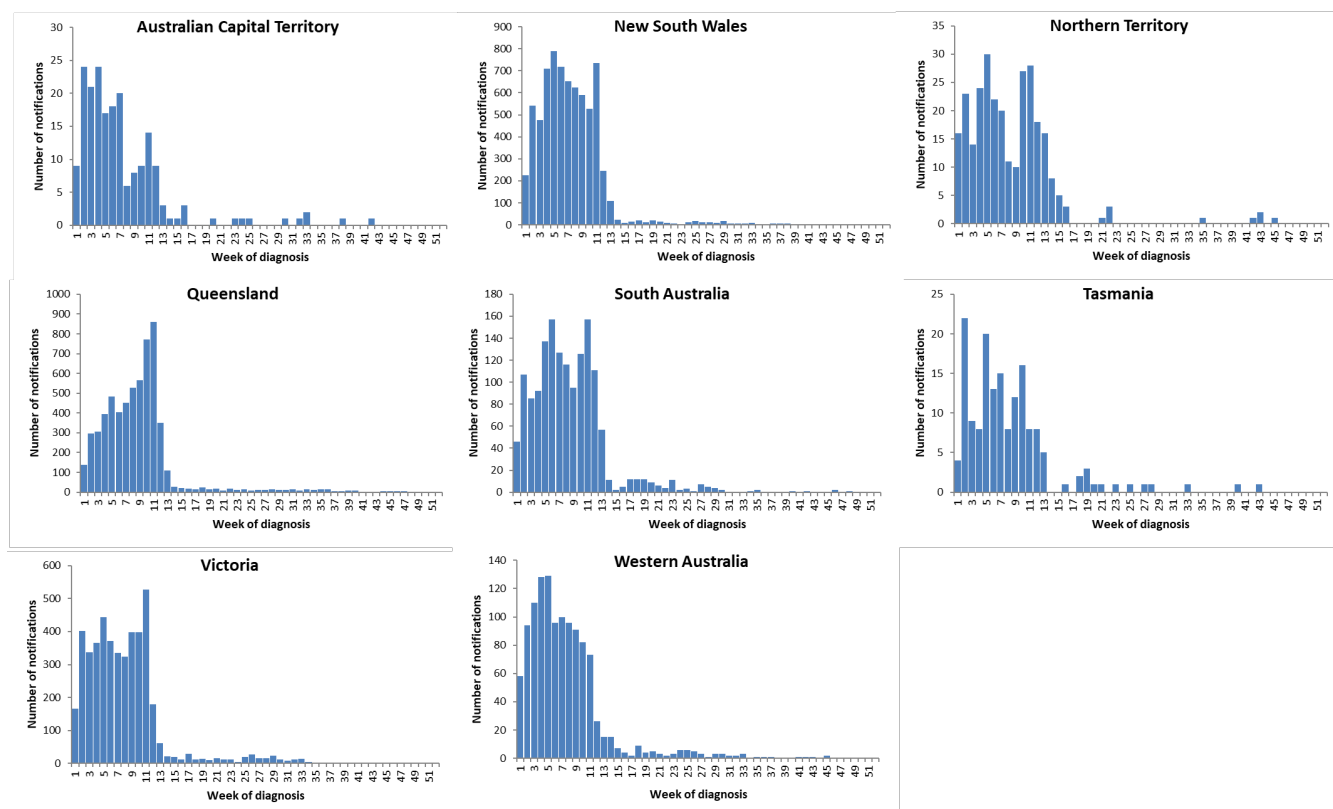 Australian Capital Territory
Number of notifications
30
25
20
15
10
5
0
1 3 5 7 9 11 13 15 17 19 21 23 25 27 29 31 33 35 37 39 41 43 45 47 49 51
Week of diagnosis
New South Wales
Number of notifications
900
800
700
600
500
400
300
200
100
0
1 3 5 7 9 11 13 15 17 19 21 23 25 27 29 31 33 35 37 39 41 43 45 47 49 51
Week of diagnosis
Northern Territory
Number of notifications
35
30
25
20
15
10
5
0
1 3 5 7 9 11 13 15 17 19 21 23 25 27 29 31 33 35 37 39 41 43 45 47 49 51
Week of diagnosis
Queensland
Number of notifications
1000
900
800
700
600
500
400
300
200
100
0
1 3 5 7 9 11 13 15 17 19 21 23 25 27 29 31 33 35 37 39 41 43 45 47 49 51
Week of diagnosis
South Australia
Number of notifications
180
160
140
120
100
80
60
40
20
0
1 3 5 7 9 11 13 15 17 19 21 23 25 27 29 31 33 35 37 39 41 43 45 47 49 51
Week of diagnosis
Tasmania
Number of notifications
25
20
15
10
5
0
1 3 5 7 9 11 13 15 17 19 21 23 25 27 29 31 33 35 37 39 41 43 45 47 49 51
Week of diagnosis
Victoria
Number of notifications
600
500
400
300
200
100
0
1 3 5 7 9 11 13 15 17 19 21 23 25 27 29 31 33 35 37 39 41 43 45 47 49 51
Week of diagnosis
Western Australia
Number of notifications
140
120
100
80
60
40
20
0
1 3 5 7 9 11 13 15 17 19 21 23 25 27 29 31 33 35 37 39 41 43 45 47 49 51
Week of diagnosis